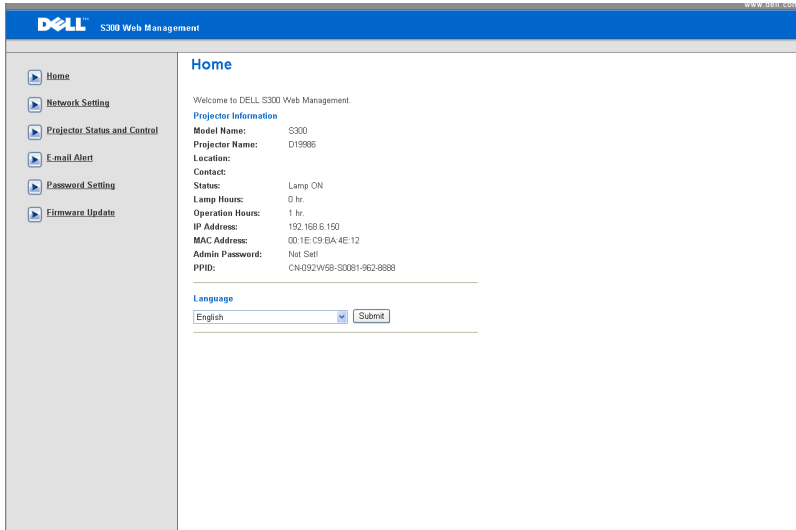 www.dell.com
DELL™ S300 Web Management
Home
Network Setting
Projector Status and Control
E-mail Alert
Password Setting
Firmware Update
Home
Welcome to DELL S300 Web Management.
Projector Information
Model Name: S300
Projector Name: D19986
Location:
Contact:
Status: Lamp ON
Lamp Hours: 0 hr.
Operation Hours: 1 hr.
IP Address: 192.168.6.150
MAC Address: 00:1E:C9:BA:4E:12
Admin Password: Not Set!
PPID: CN-092W58-S0081-962-8888
Language
English Submit